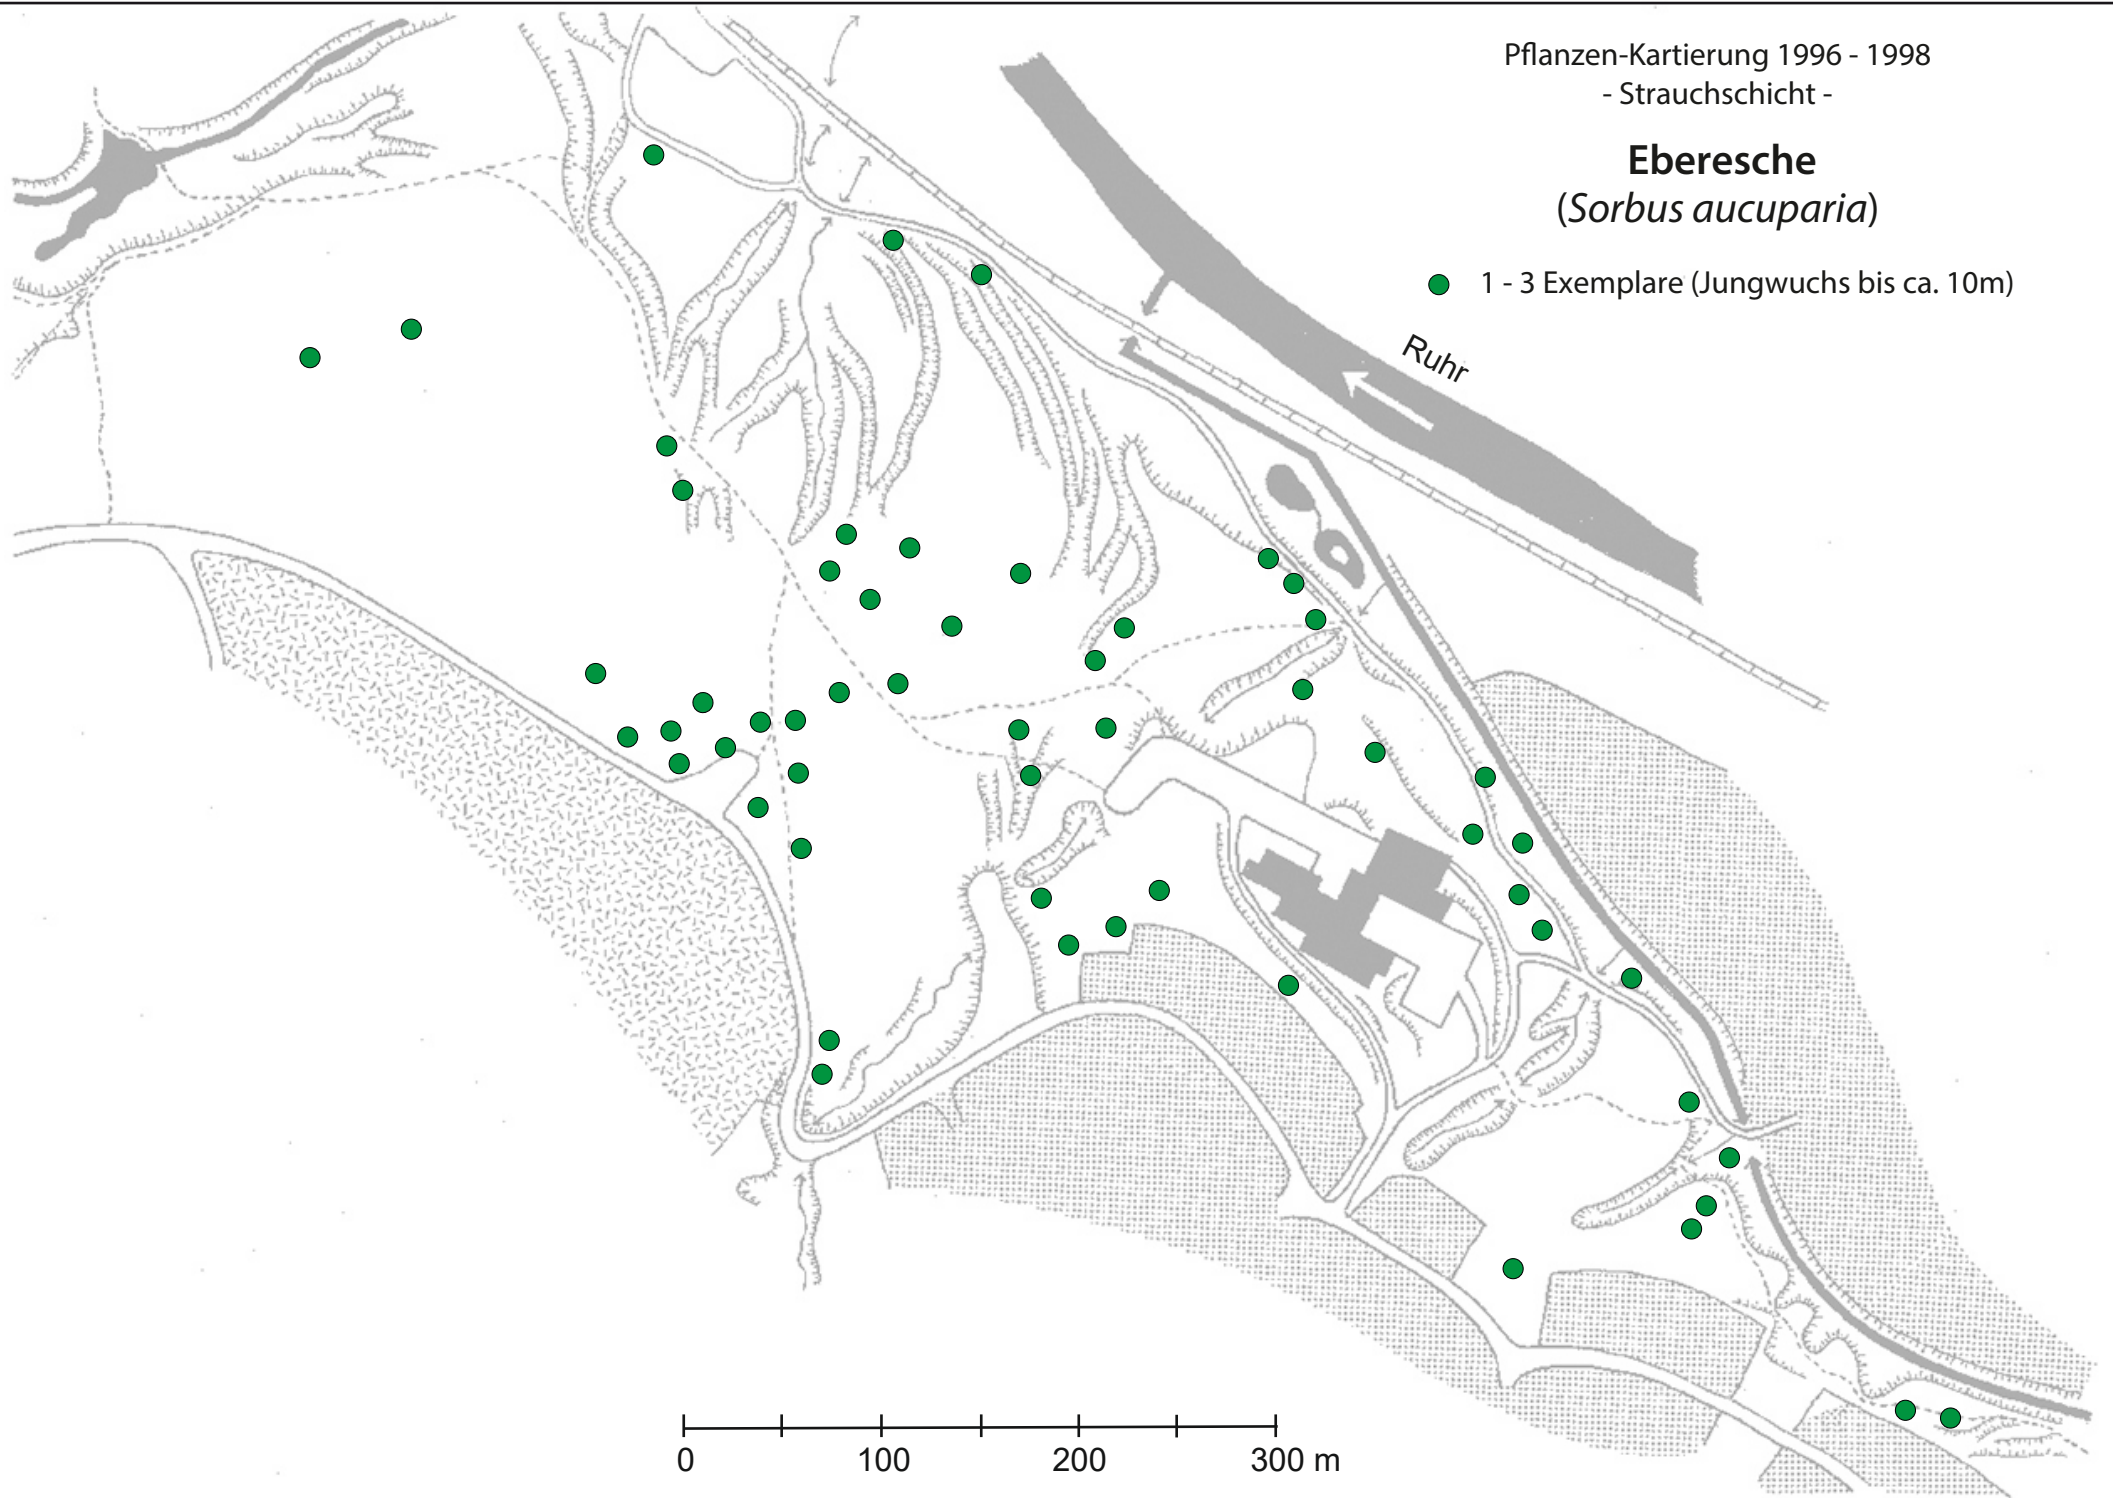 Pflanzen-Kartierung 1996 - 1998
- Strauchschicht -
Eberesche
(Sorbus aucuparia)
1 - 3 Exemplare (Jungwuchs bis ca. 10m)
Ruhr
0 100 200 300 m